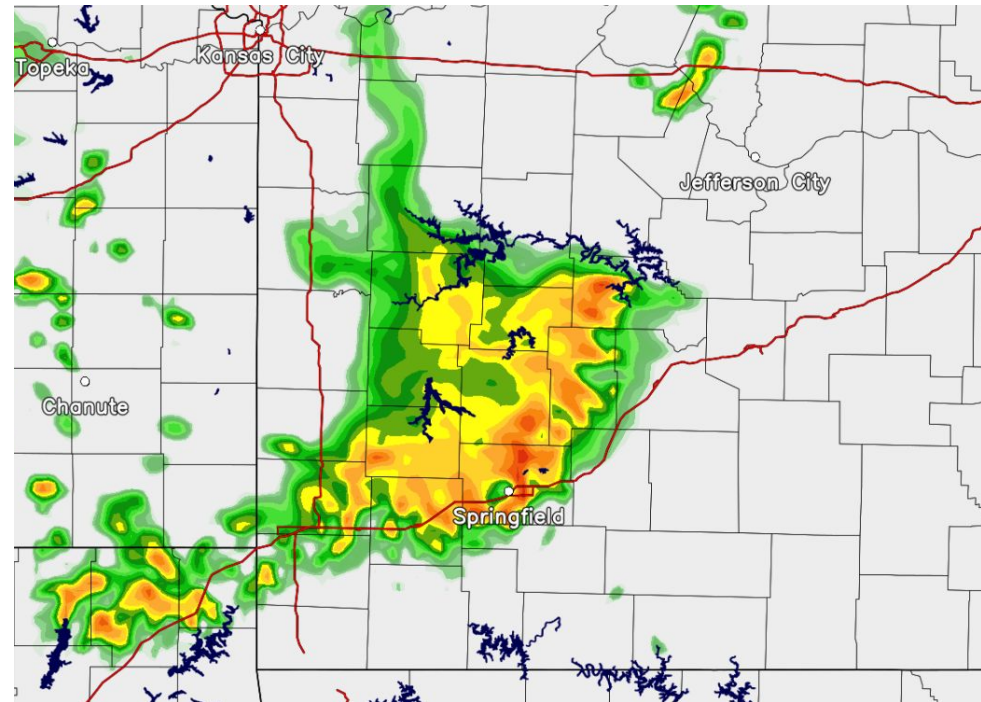 Kansas City
Topeka
Jefferson City
Chanute
Springfield